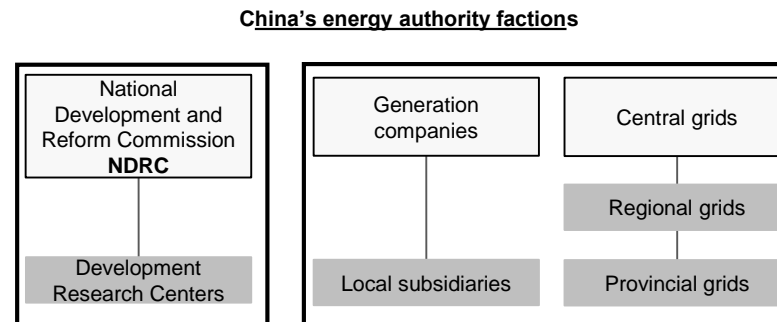 China’s energy authority factions
National
Development and
Reform Commission
NDRC
Development
Research Centers
Generation
companies
Local subsidiaries
Central grids
Regional grids
Provincial grids